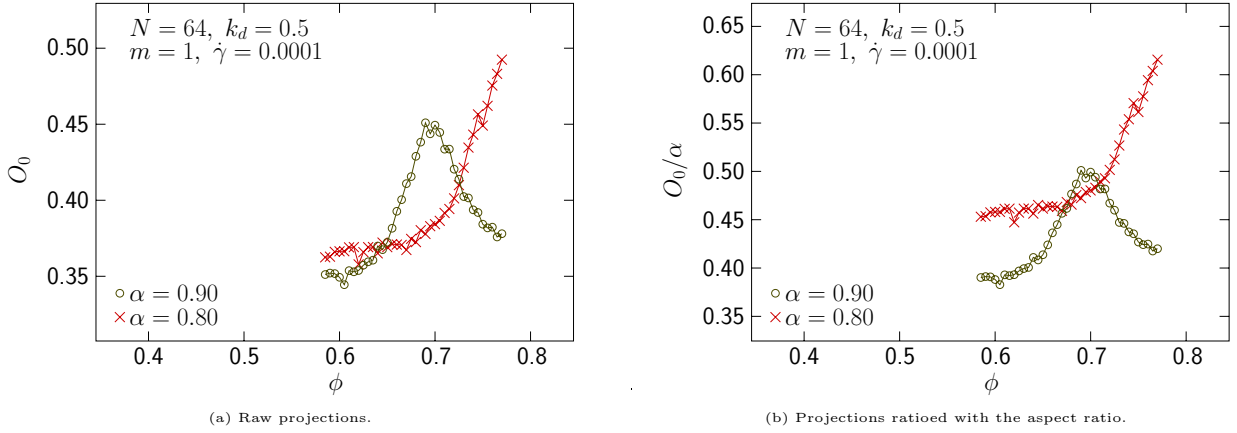 N = 64, k_d = 0.5
m = 1, γ̇ = 0.0001
0.50
0.45
0.40
0.35
O_0
α = 0.90
α = 0.80
0.4 0.5 0.6 0.7 0.8
ϕ
(a) Raw projections.
N = 64, k_d = 0.5
m = 1, γ̇ = 0.0001
0.65
0.60
0.55
0.50
0.45
0.40
0.35
O_0/α
α = 0.90
α = 0.80
0.4 0.5 0.6 0.7 0.8
ϕ
.
(b) Projections ratioed with the aspect ratio.